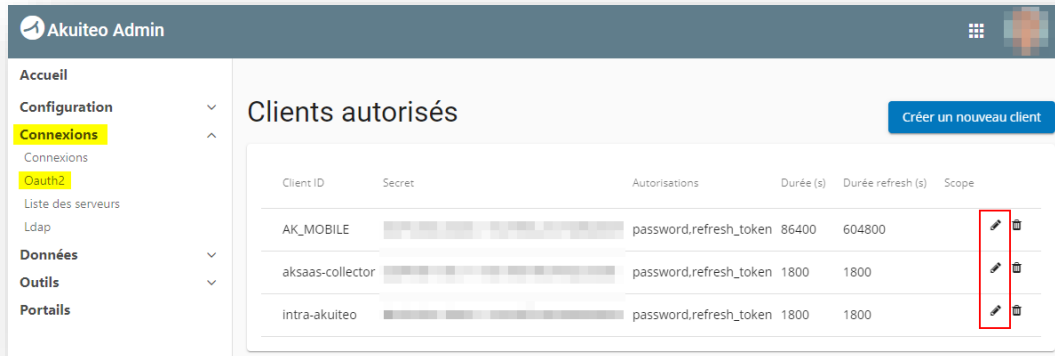 Akuiteo Admin
Accueil
Configuration
Connexions
Connexions
Oauth2
Liste des serveurs
Ldap
Données
Outils
Portails
Clients autorisés
Créer un nouveau client
Client ID Secret Autorisations Durée (s) Durée refresh (s) Scope
AK_MOBILE password,refresh_token 86400 604800
aksaas-collector password,refresh_token 1800 1800
intra-akuiteo password,refresh_token 1800 1800